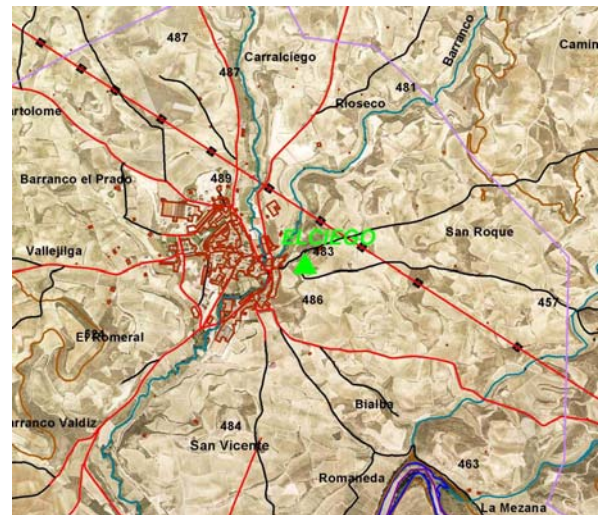 487
Carralciego
487
Barranco
Camin
481
Rioseco
artolome
489
Barranco el Prado
ELCIEGO
San Roque
Vallejilga
483
486
457
El Romeral
Bialba
arranco Valdiz
484
San Vicente
463
Romaneda
La Mezana